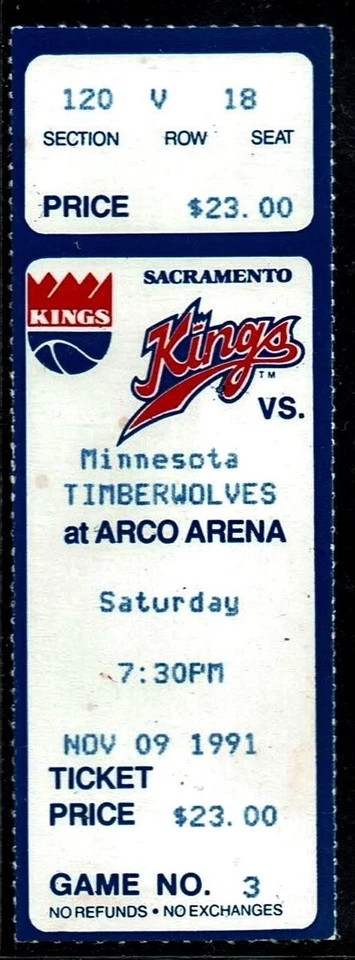 120 V 18
SECTION ROW SEAT
PRICE $23.00
KINGS
SACRAMENTO
Kings
TM
VS.
Minnesota
TIMBERWOLVES
at ARCO ARENA
Saturday
7:30PM
NOV 09 1991
TICKET
PRICE $23.00
GAME NO. 3
NO REFUNDS • NO EXCHANGES